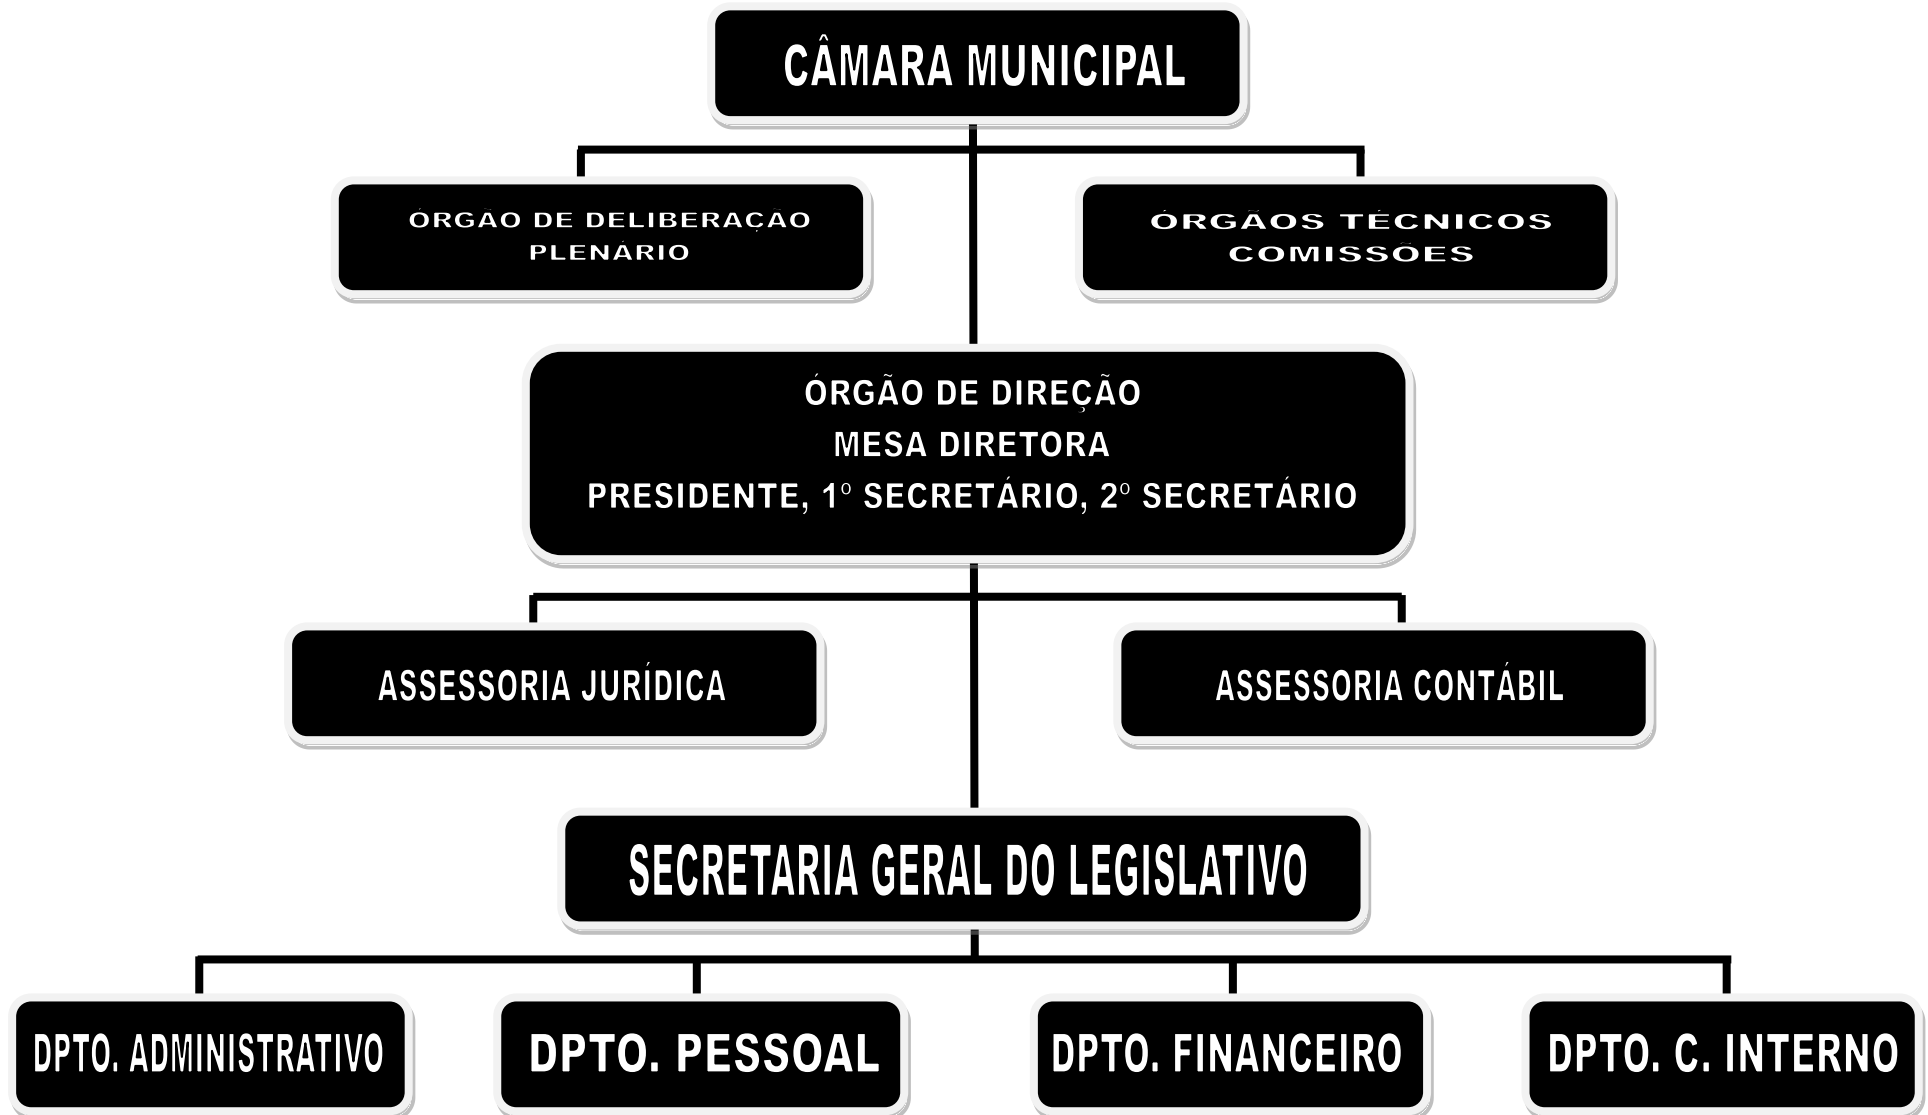 CÂMARA MUNICIPAL
ÓRGÃO DE DELIBERAÇÃO
PLENÁRIO
ÓRGÃOS TÉCNICOS
COMISSÕES
ÓRGÃO DE DIREÇÃO
MESA DIRETORA
PRESIDENTE, 1º SECRETÁRIO, 2º SECRETÁRIO
ASSESSORIA JURÍDICA
ASSESSORIA CONTÁBIL
SECRETARIA GERAL DO LEGISLATIVO
DPTO. ADMINISTRATIVO
DPTO. PESSOAL
DPTO. FINANCEIRO
DPTO. C. INTERNO